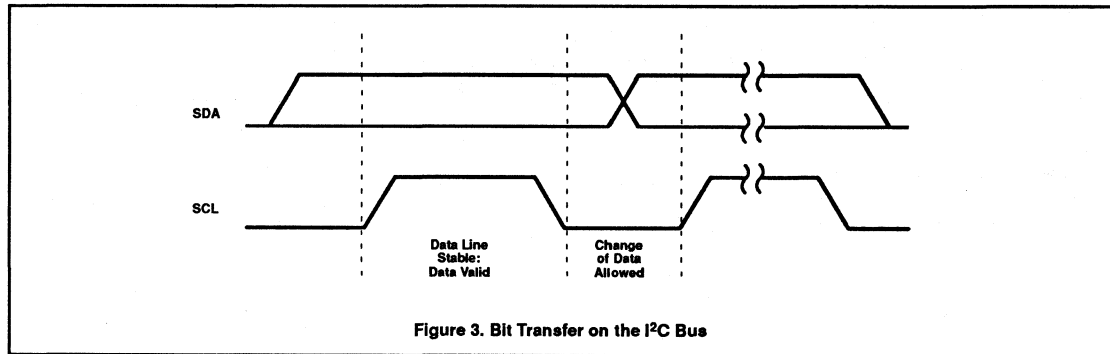 SDA
SCL
Data Line
Stable:
Data Valid
Change
of Data
Allowed
Figure 3. Bit Transfer on the I²C Bus